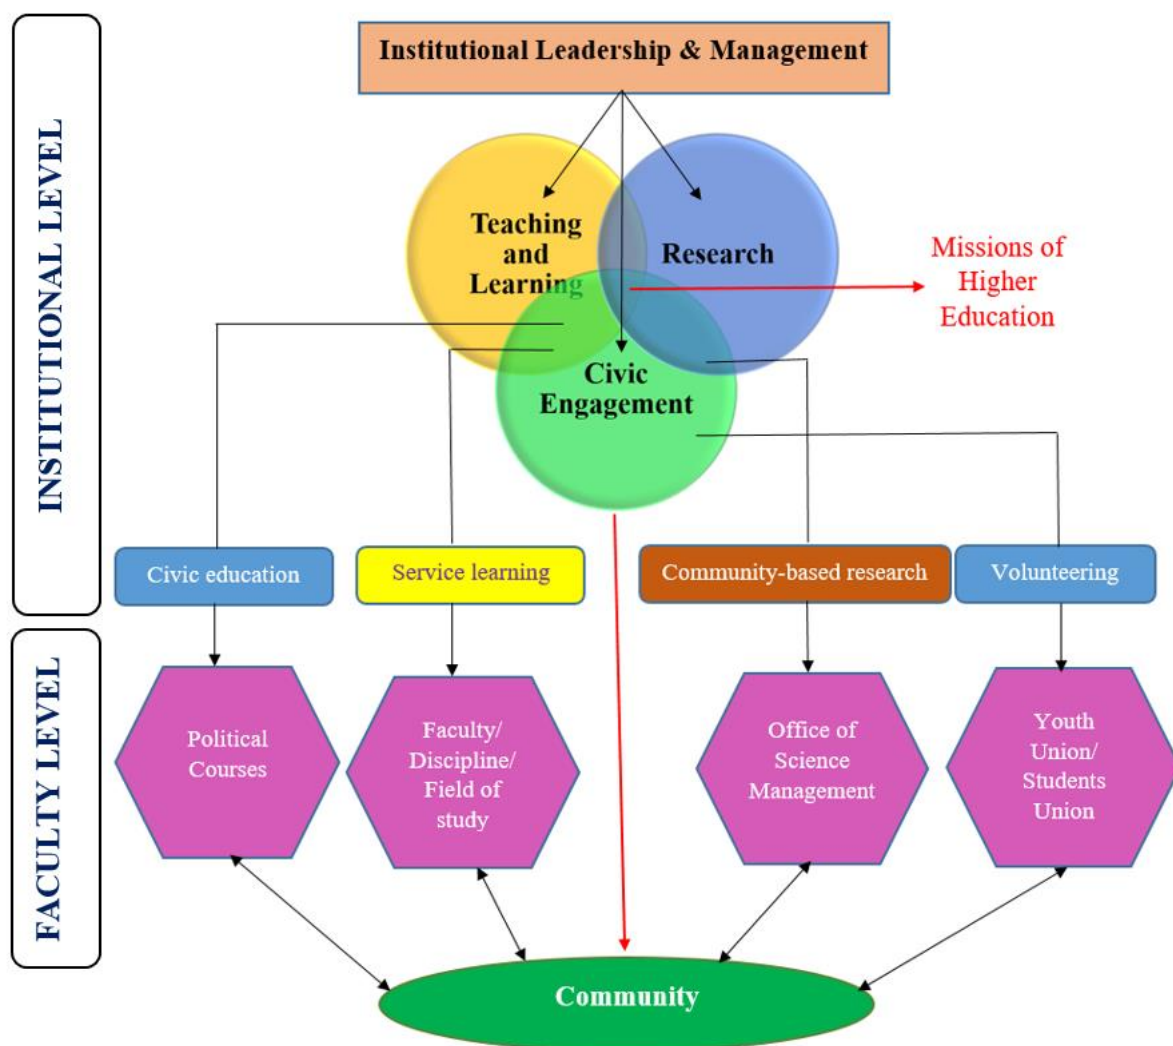 INSTITUTIONAL LEVEL
Institutional Leadership & Management
Teaching
and
Learning
Research
Missions of
Higher
Education
Civic
Engagement
Civic education
Service learning
Community-based research
Volunteering
FACULTY LEVEL
Political
Courses
Faculty/
Discipline/
Field of
study
Office of
Science
Management
Youth
Union/
Students
Union
Community